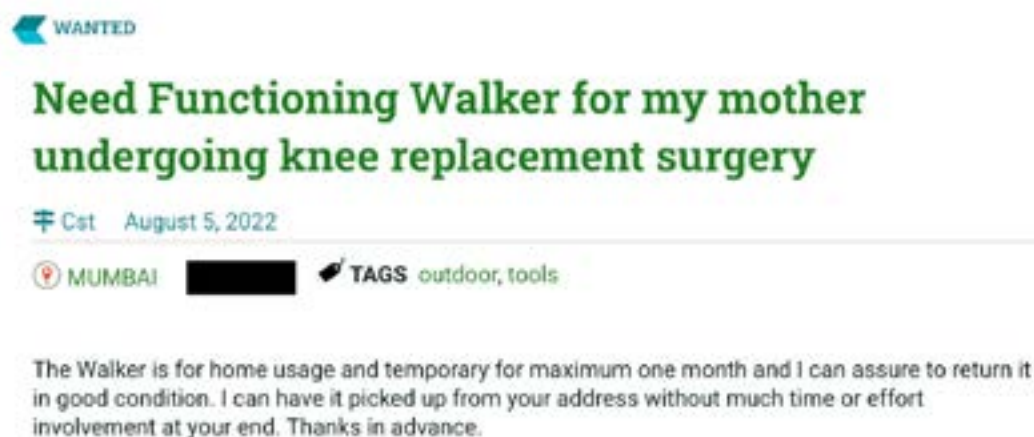 WANTED
Need Functioning Walker for my mother
undergoing knee replacement surgery
Cst August 5, 2022
MUMBAI TAGS outdoor, tools
The Walker is for home usage and temporary for maximum one month and I can assure to return it
in good condition. I can have it picked up from your address without much time or effort
involvement at your end. Thanks in advance.